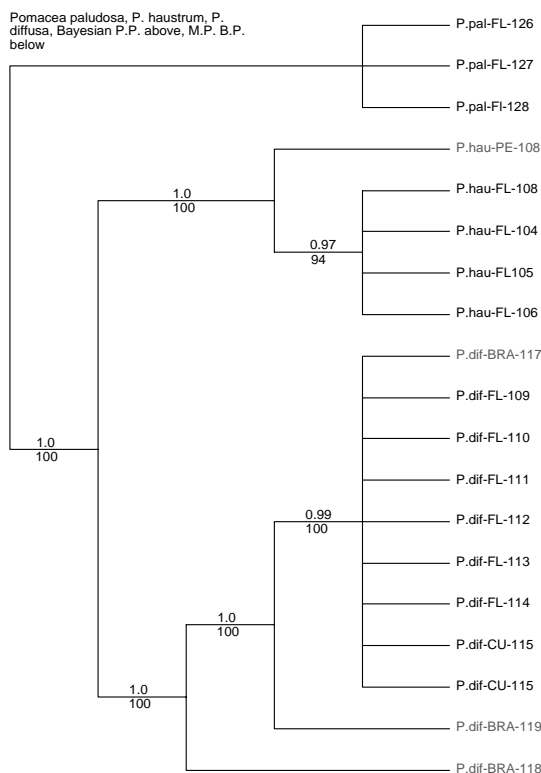 Pomacea paludosa, P. haustrum, P.
diffusa, Bayesian P.P. above, M.P. B.P.
below
P.pal-FL-126
P.pal-FL-127
P.pal-Fl-128
P.hau-PE-108
1.0
100
P.hau-FL-108
P.hau-FL-104
0.97
94
P.hau-FL105
P.hau-FL-106
P.dif-BRA-117
P.dif-FL-109
P.dif-FL-110
1.0
100
P.dif-FL-111
0.99
100
P.dif-FL-112
P.dif-FL-113
P.dif-FL-114
1.0
100
P.dif-CU-115
P.dif-CU-115
1.0
100
P.dif-BRA-119
P.dif-BRA-118